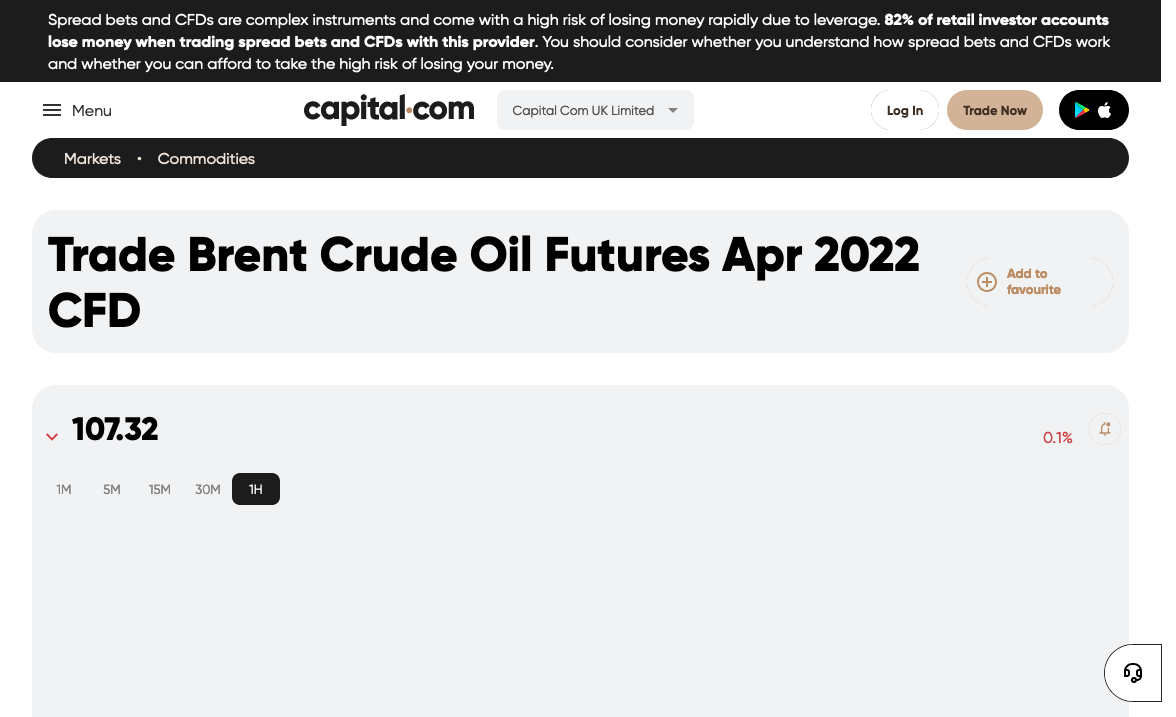 Spread bets and CFDs are complex instruments and come with a high risk of losing money rapidly due to leverage. 82% of retail investor accounts
lose money when trading spread bets and CFDs with this provider. You should consider whether you understand how spread bets and CFDs work
and whether you can afford to take the high risk of losing your money.
Menu
capital.com
Capital Com UK Limited
Log In
Trade Now
Markets • Commodities
Trade Brent Crude Oil Futures Apr 2022
CFD
Add to
favourite
107.32
0.1%
1M 5M 15M 30M 1H